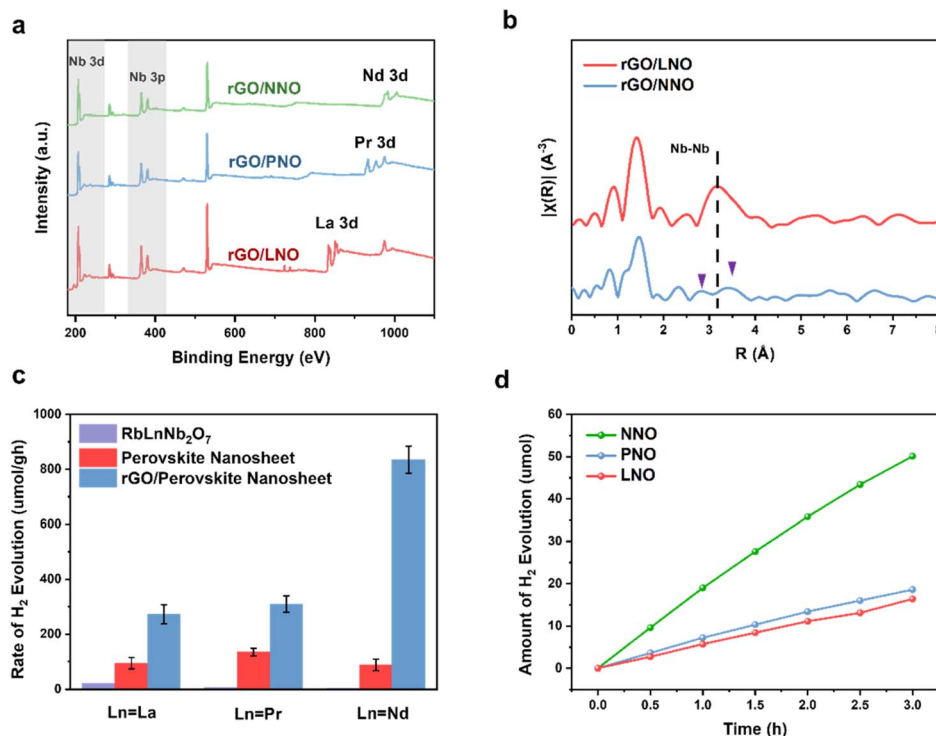 a
Nb 3d
Nb 3p
Nd 3d
rGO/NNO
Pr 3d
rGO/PNO
La 3d
rGO/LNO
Intensity (a.u.)
200 400 600 800 1000
Binding Energy (eV)
b
rGO/LNO
rGO/NNO
Nb-Nb
|χ(R)| (A⁻³)
0 1 2 3 4 5 6 7 8
R (Å)
c
1000
800
600
400
200
0
RbLnNb₂O₇
Perovskite Nanosheet
rGO/Perovskite Nanosheet
Rate of H₂ Evolution (umol/gh)
Ln=La Ln=Pr Ln=Nd
d
60
50
40
30
20
10
0
NNO
PNO
LNO
Amount of H₂ Evolution (umol)
0.0 0.5 1.0 1.5 2.0 2.5 3.0
Time (h)